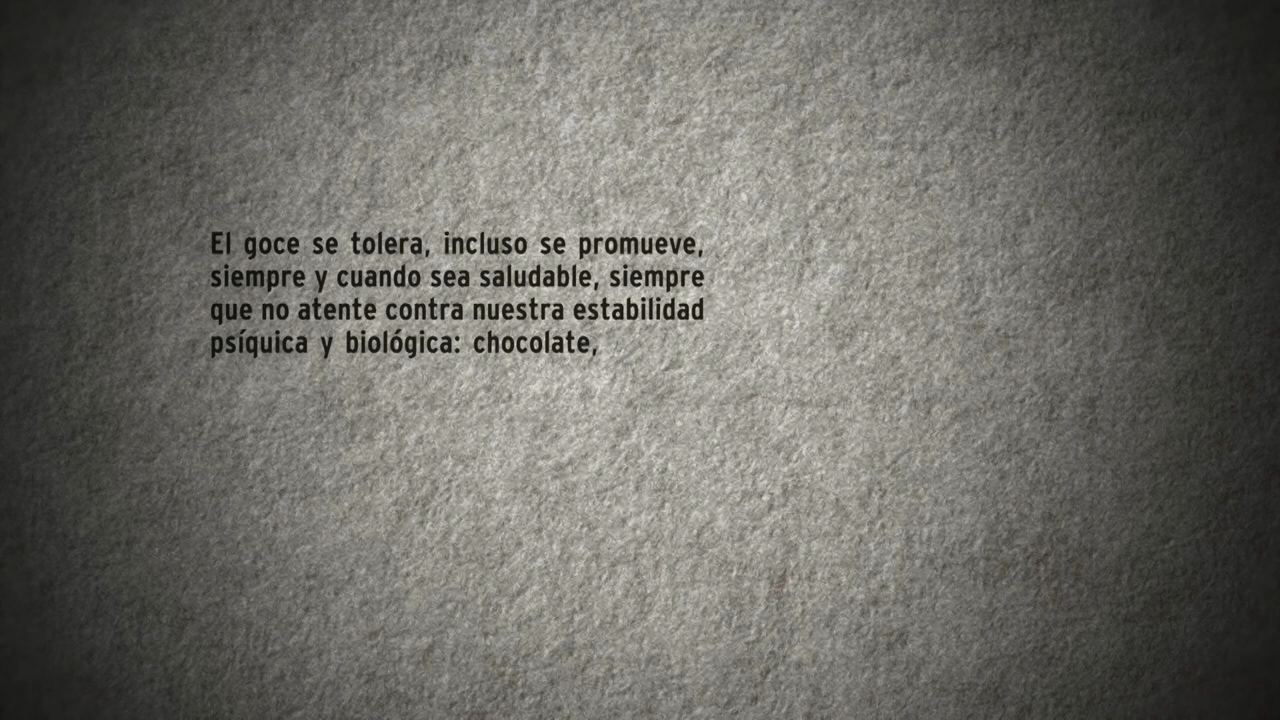 El goce se tolera, incluso se promueve,
siempre y cuando sea saludable, siempre
que no atente contra nuestra estabilidad
psíquica y biológica: chocolate,